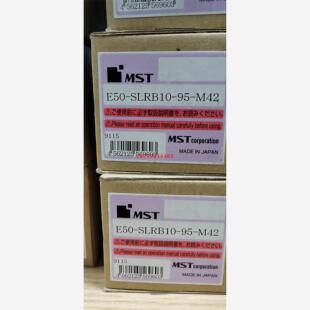 MST
E50-SLRB10-95-M42
⚠ご使用前に必ず取扱説明書を、お読みください。
⚠Please read an operation manual carefully before using.
9115
MST corporation
MADE IN JAPAN
MST
E50-SLRB10-95-M42
⚠ご使用前に必ず取扱説明書を、お読みください。
⚠Please read an operation manual carefully before using.
9115
MST corporation
MADE IN JAPAN